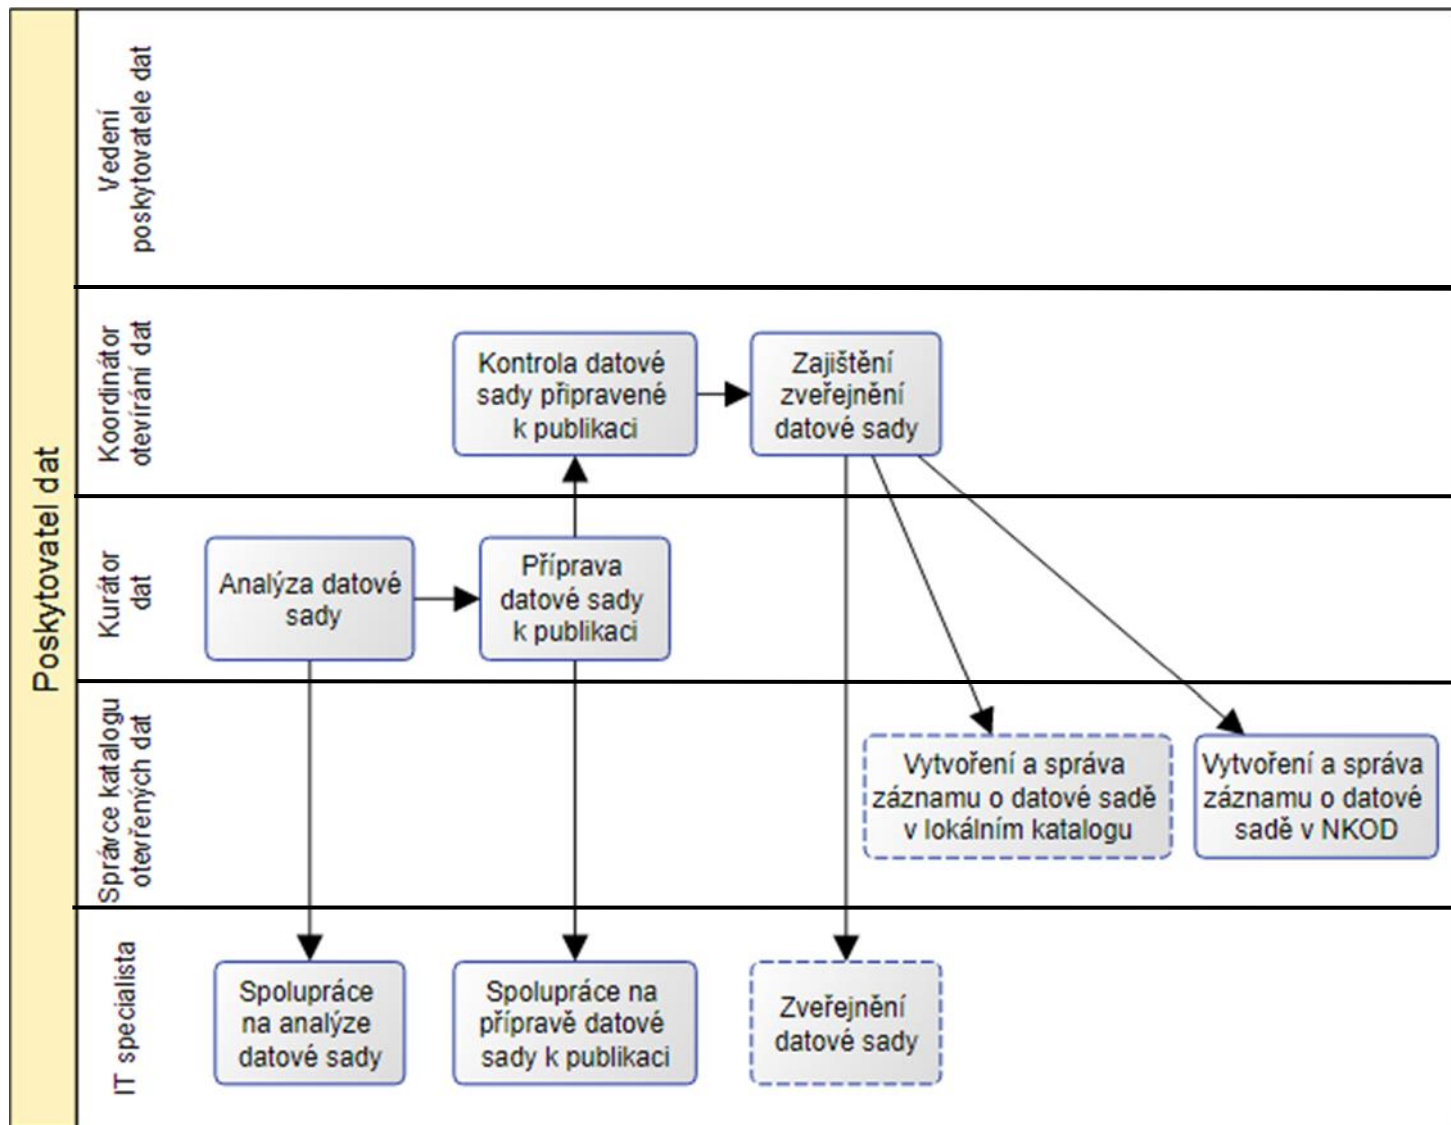 Poskytovatel dat
Vedení
poskytovatele dat
Koordinátor
otevírání dat
Kontrola datové
sady připravené
k publikaci
Zajištění
zveřejnění
datové sady
Kurátor
dat
Analýza datové
sady
Příprava
datové sady
k publikaci
Správce katalogu
otevřených dat
Vytvoření a správa
záznamu o datové sadě
v lokálním katalogu
Vytvoření a správa
záznamu o datové
sadě v NKOD
IT specialista
Spolupráce
na analýze
datové sady
Spolupráce na
přípravě datové
sady k publikaci
Zveřejnění
datové sady